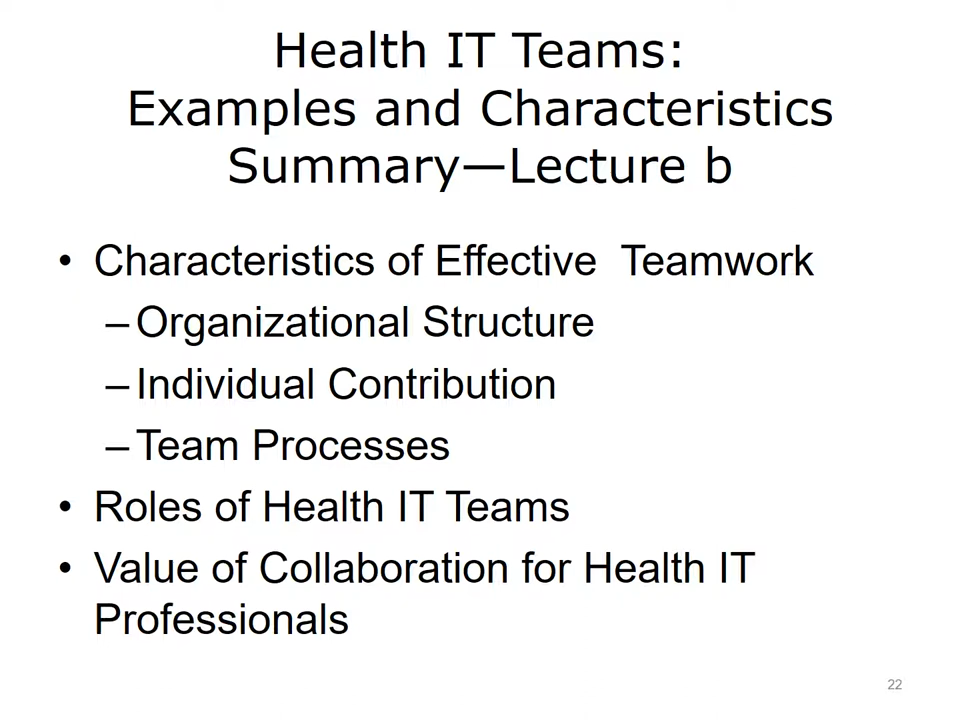 Health IT Teams:
Examples and Characteristics
Summary—Lecture b
• Characteristics of Effective  Teamwork
–Organizational Structure
–Individual Contribution
–Team Processes
• Roles of Health IT Teams
• Value of Collaboration for Health IT
Professionals
22